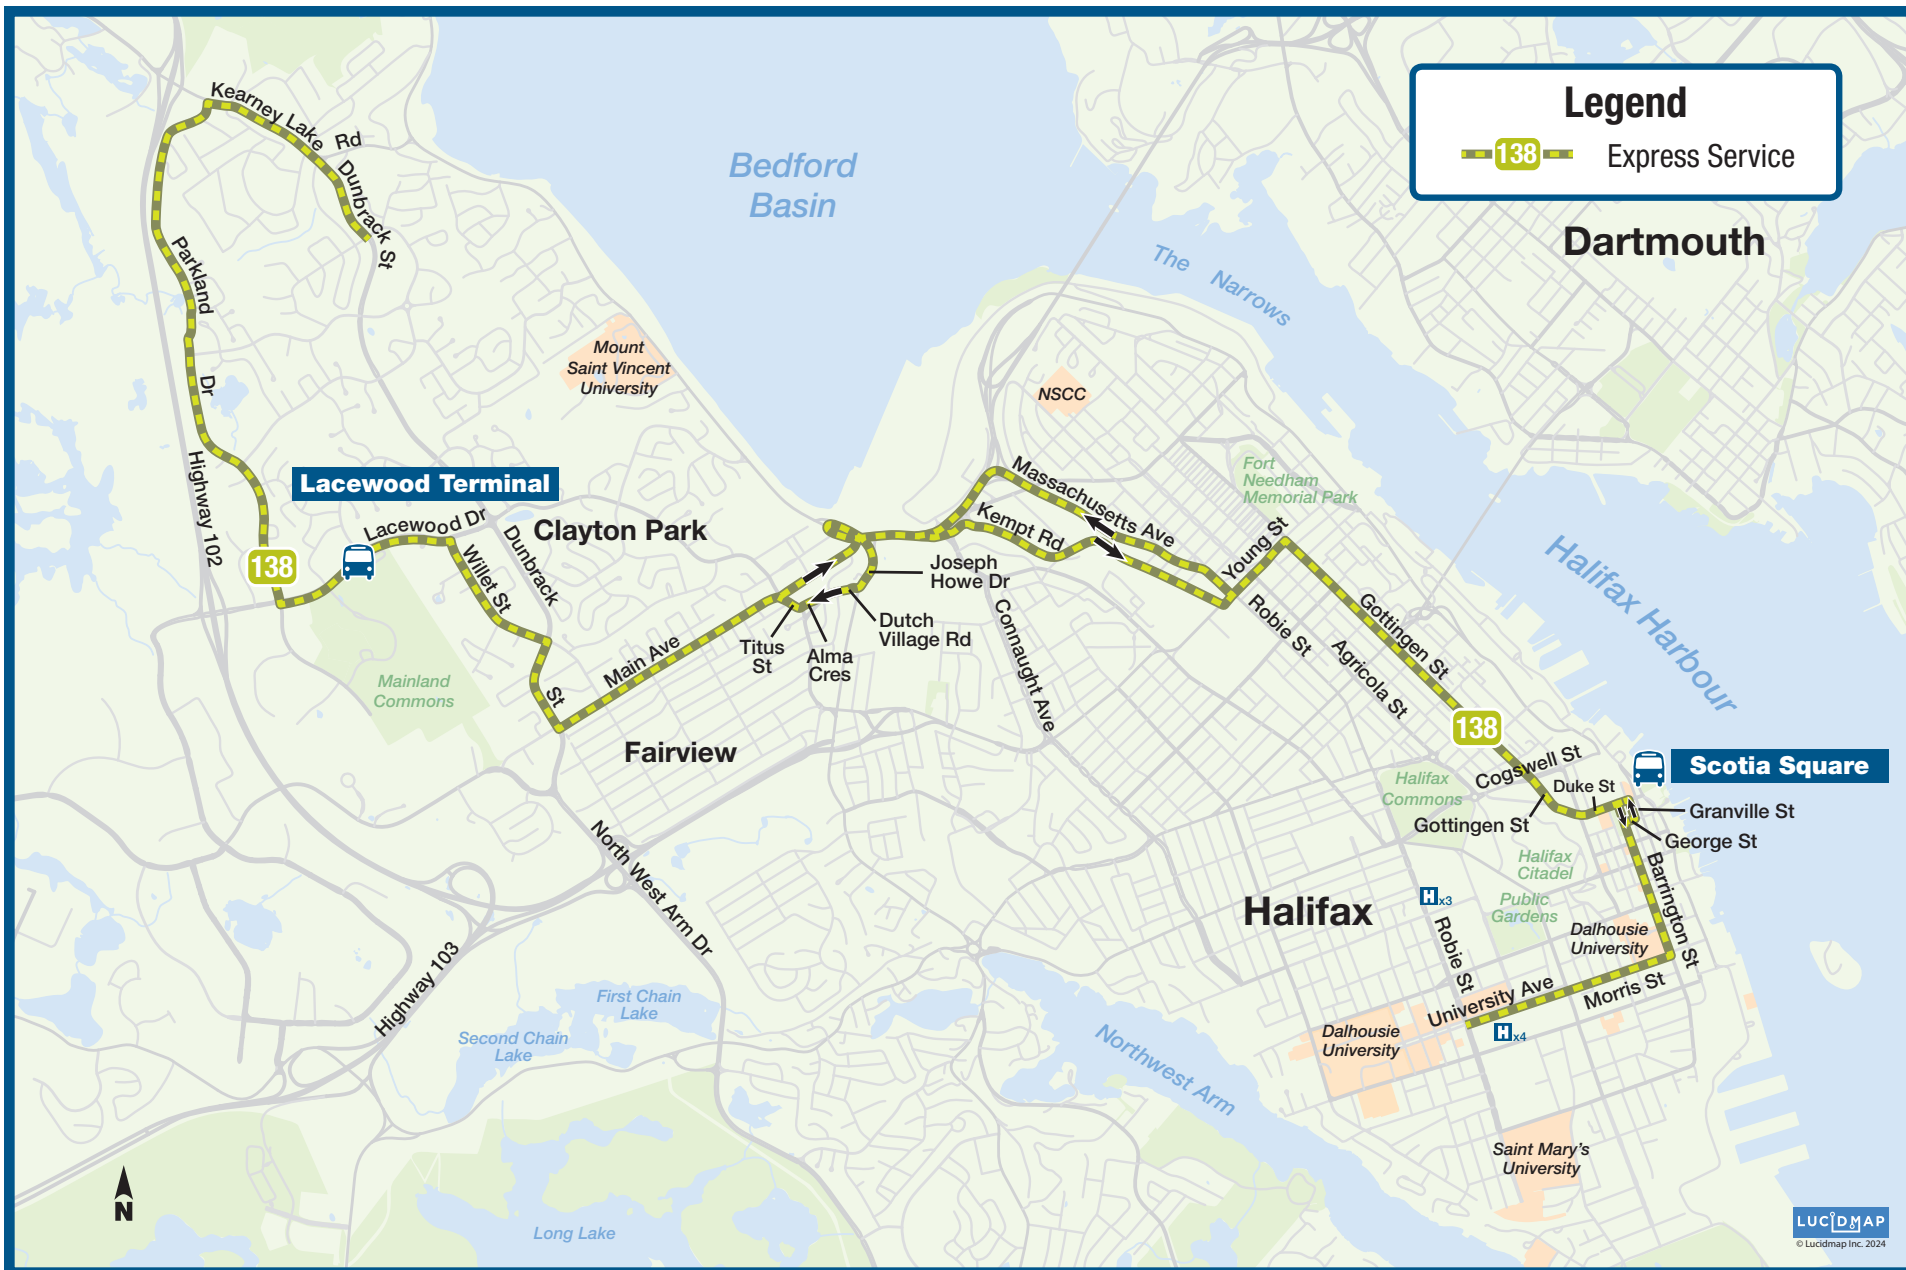 Legend
138
Express Service
Kearney Lake
Rd
Dunbrack
St
Bedford
Basin
The Narrows
Dartmouth
Parkland
Dr
Mount
Saint Vincent
University
NSCC
Highway 102
Lacewood Terminal
Lacewood Dr
Clayton Park
Dunbrack
St
Willet St
138
Massachusetts Ave
Kempt Rd
Fort
Needham
Memorial Park
Young St
Halifax Harbour
Joseph
Howe Dr
Dutch
Village Rd
Titus
St
Alma
Cres
Main Ave
Connaught Ave
Robie St
Gottingen St
Agricola St
Mainland
Commons
Fairview
138
Cogswell St
Scotia Square
Halifax
Commons
Duke St
Gottingen St
Granville St
George St
Halifax
Citadel
Barrington St
North West Arm Dr
Halifax
H x3
Public
Gardens
Dalhousie
University
Robie St
Highway 103
University Ave
Morris St
H x4
First Chain
Lake
Second Chain
Lake
Dalhousie
University
Northwest Arm
Saint Mary's
University
N
Long Lake
LUCIDMAP
© Lucidmap Inc. 2024